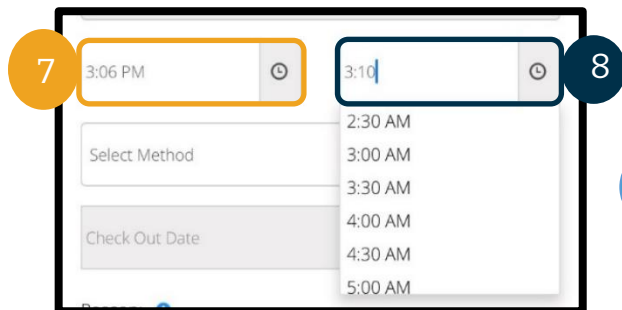 7
3:06 PM
3:10
8
2:30 AM
Select Method
3:00 AM
3:30 AM
4:00 AM
Check Out Date
4:30 AM
5:00 AM